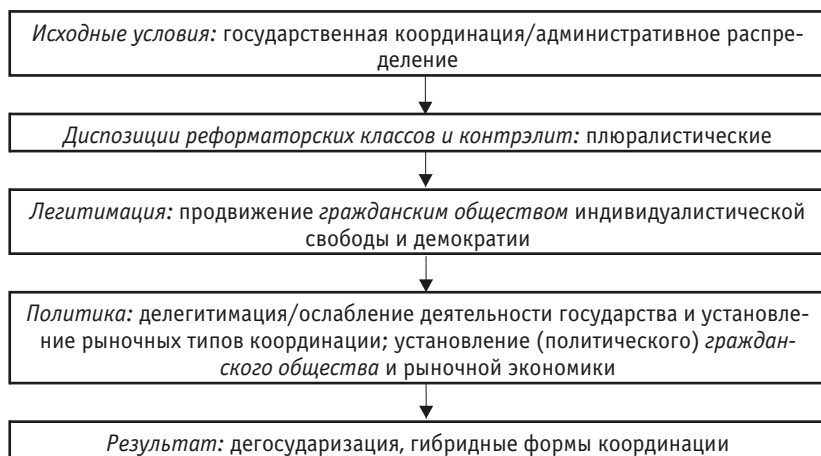 Исходные условия: государственная координация/административное распре-
деление
Диспозиции реформаторских классов и контрэлит: плюралистические
Легитимация: продвижение гражданским обществом индивидуалистической
свободы и демократии
Политика: делегитимация/ослабление деятельности государства и установле-
ние рыночных типов координации; установление (политического) граждан-
ского общества и рыночной экономики
Результат: дегосударизация, гибридные формы координации